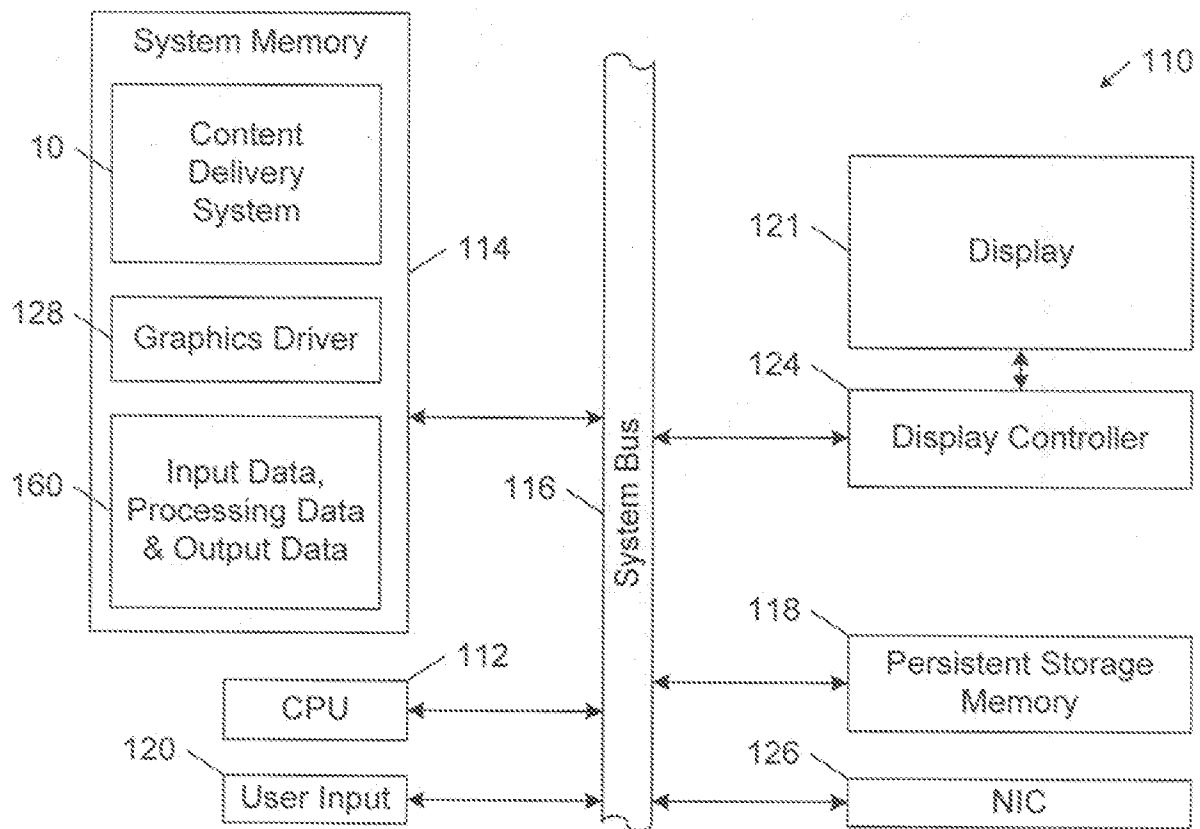 System Memory
110
10
Content
Delivery
System
121
Display
114
128
Graphics Driver
124
Display Controller
160
Input Data,
Processing Data
& Output Data
116
System Bus
118
Persistent Storage
Memory
112
CPU
120
User Input
126
NIC